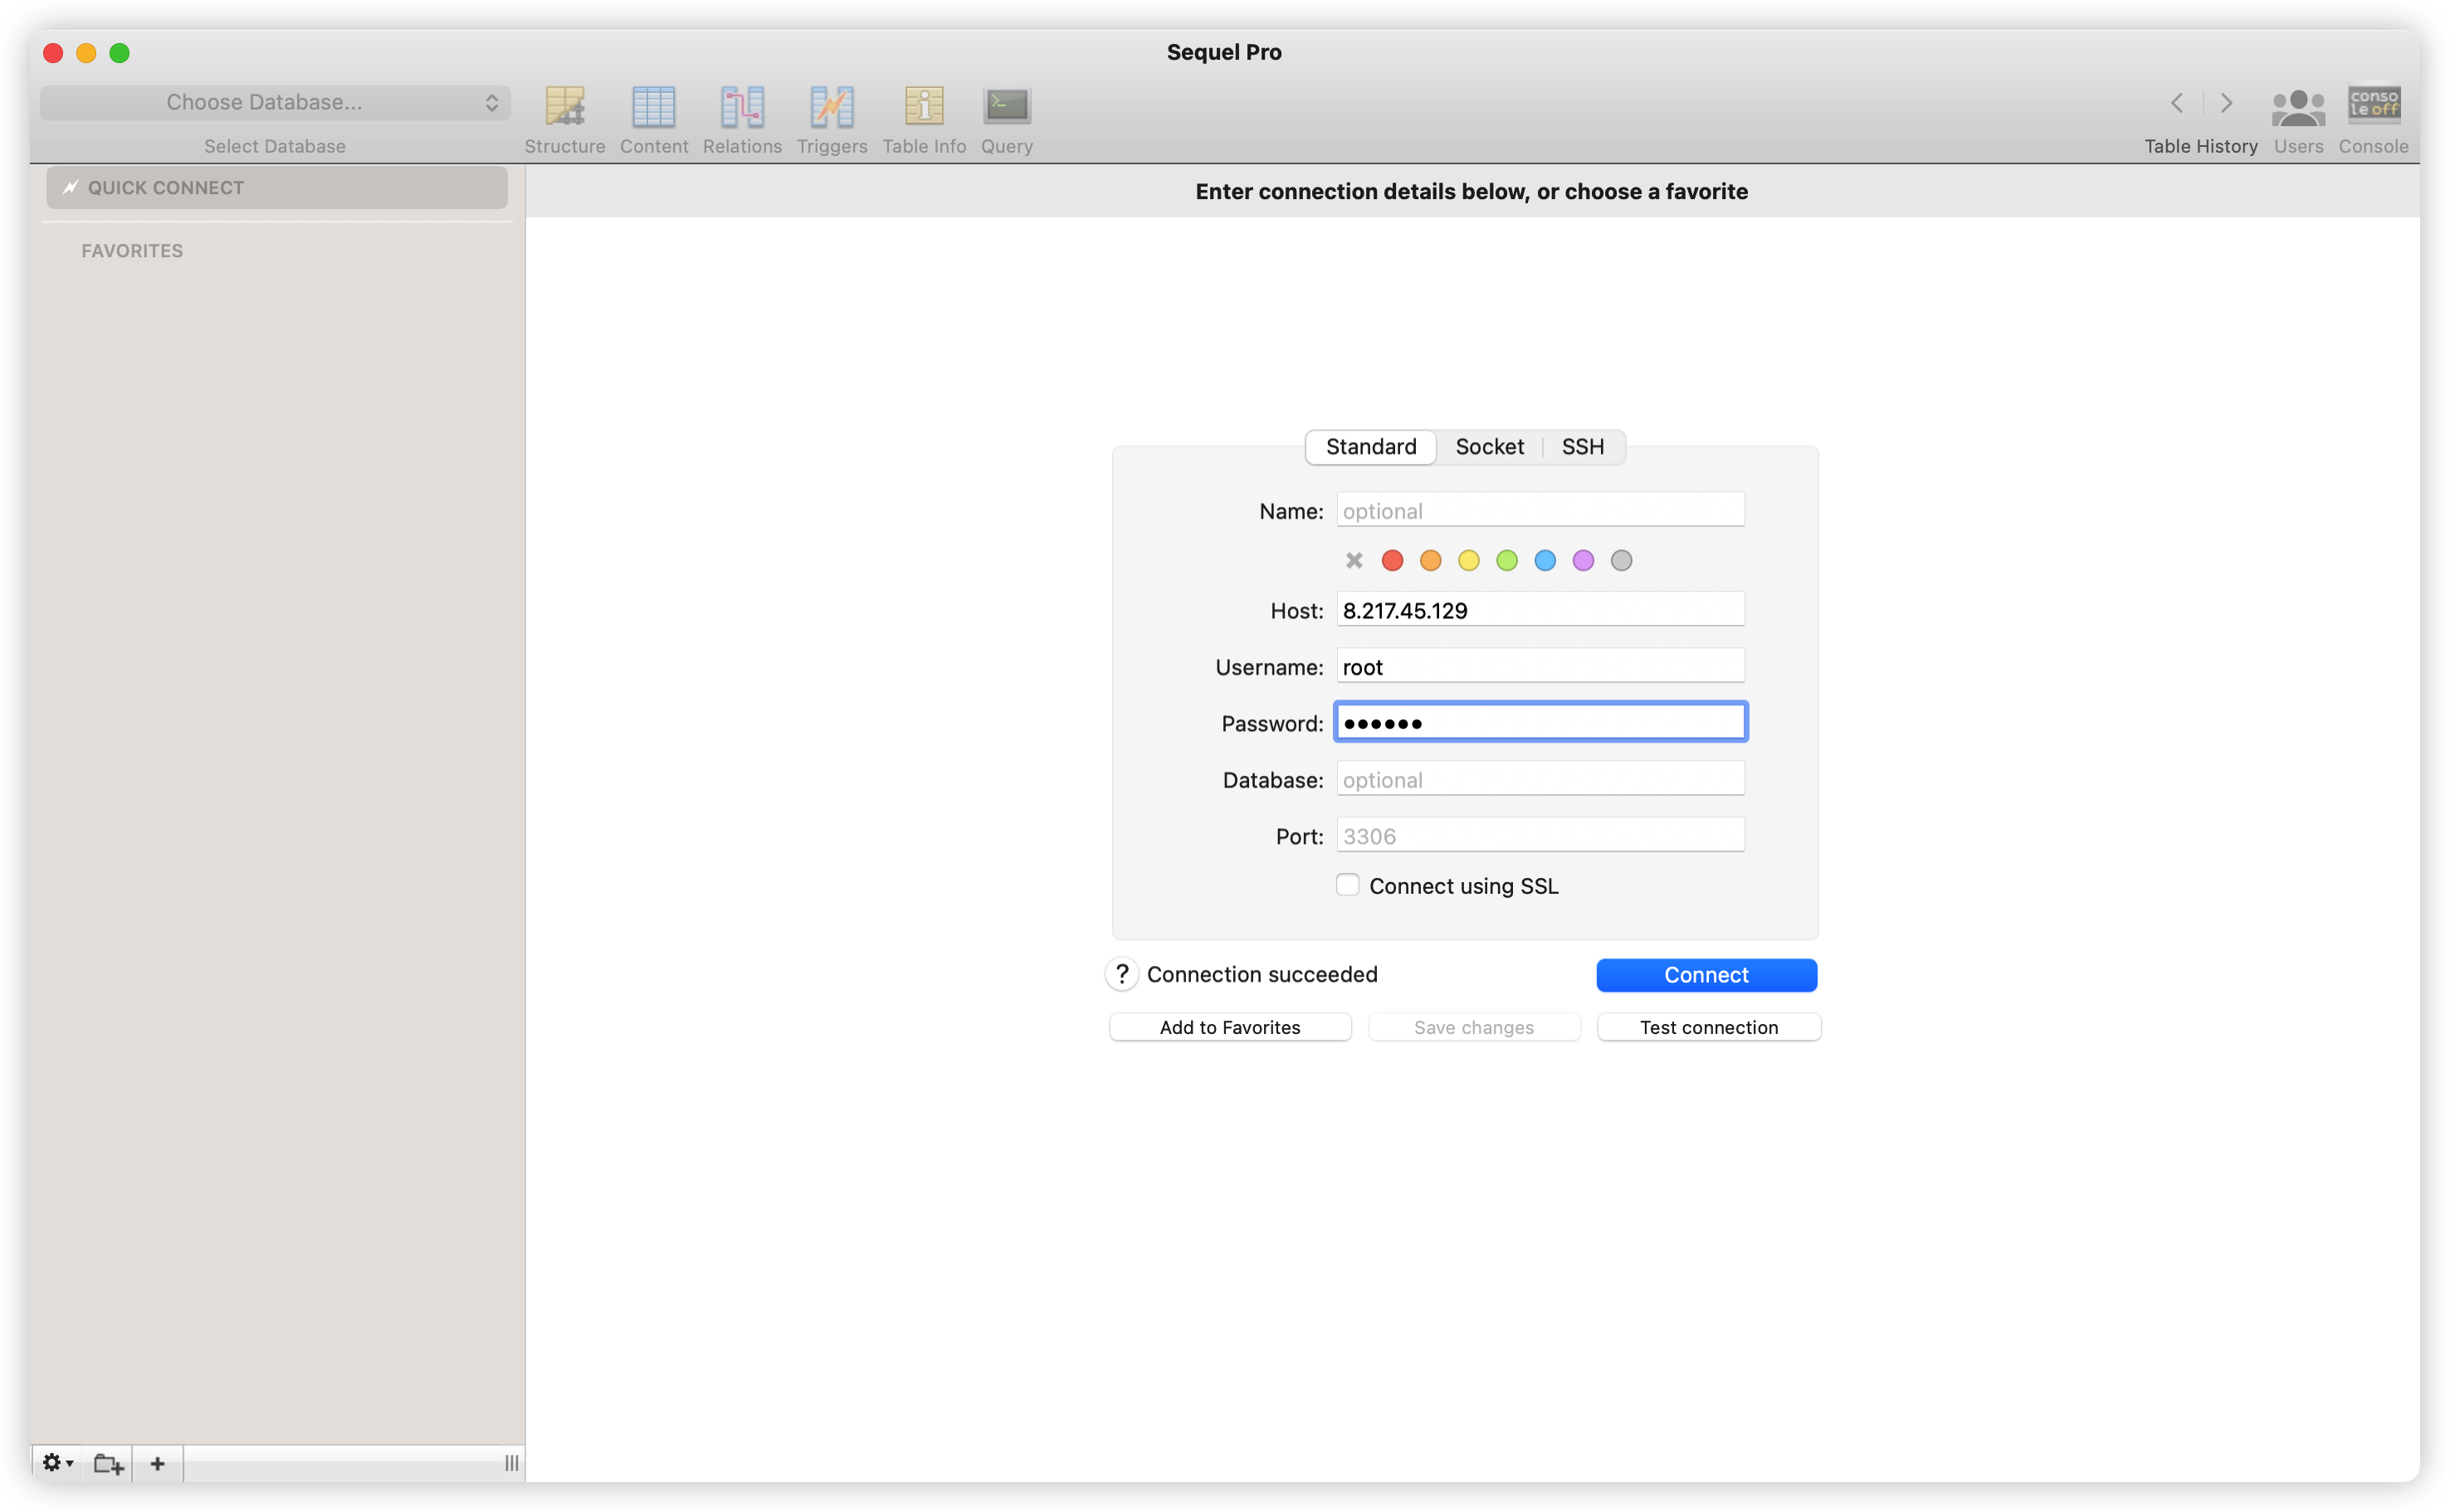 Sequel Pro
Choose Database...
Select Database
Structure
Content
Relations
Triggers
Table Info
Query
Table History
Users
conso
le off
Console
QUICK CONNECT
FAVORITES
Enter connection details below, or choose a favorite
Standard
Socket
SSH
Name: optional
Host: 8.217.45.129
Username: root
Password: ••••••
Database: optional
Port: 3306
Connect using SSL
? Connection succeeded
Connect
Add to Favorites
Save changes
Test connection